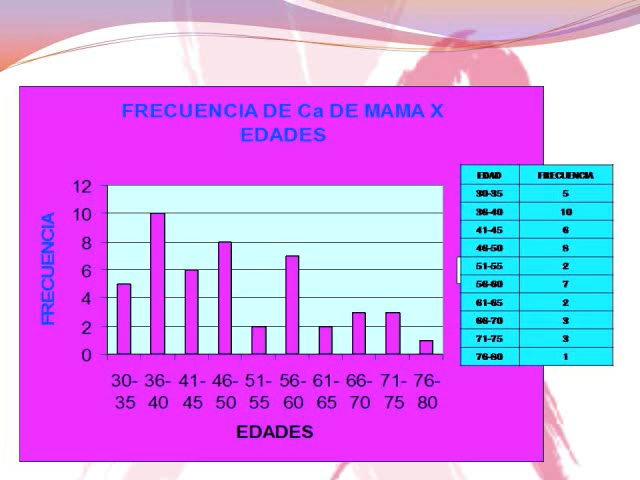 FRECUENCIA DE Ca DE MAMA X
EDADES
FRECUENCIA
12
10
8
6
4
2
0
30-35 36-40 41-45 46-50 51-55 56-60 61-65 66-70 71-75 76-80
EDADES
EDAD FRECUENCIA
30-35 5
36-40 10
41-45 6
46-50 8
51-55 2
56-60 7
61-65 2
66-70 3
71-75 3
76-80 1